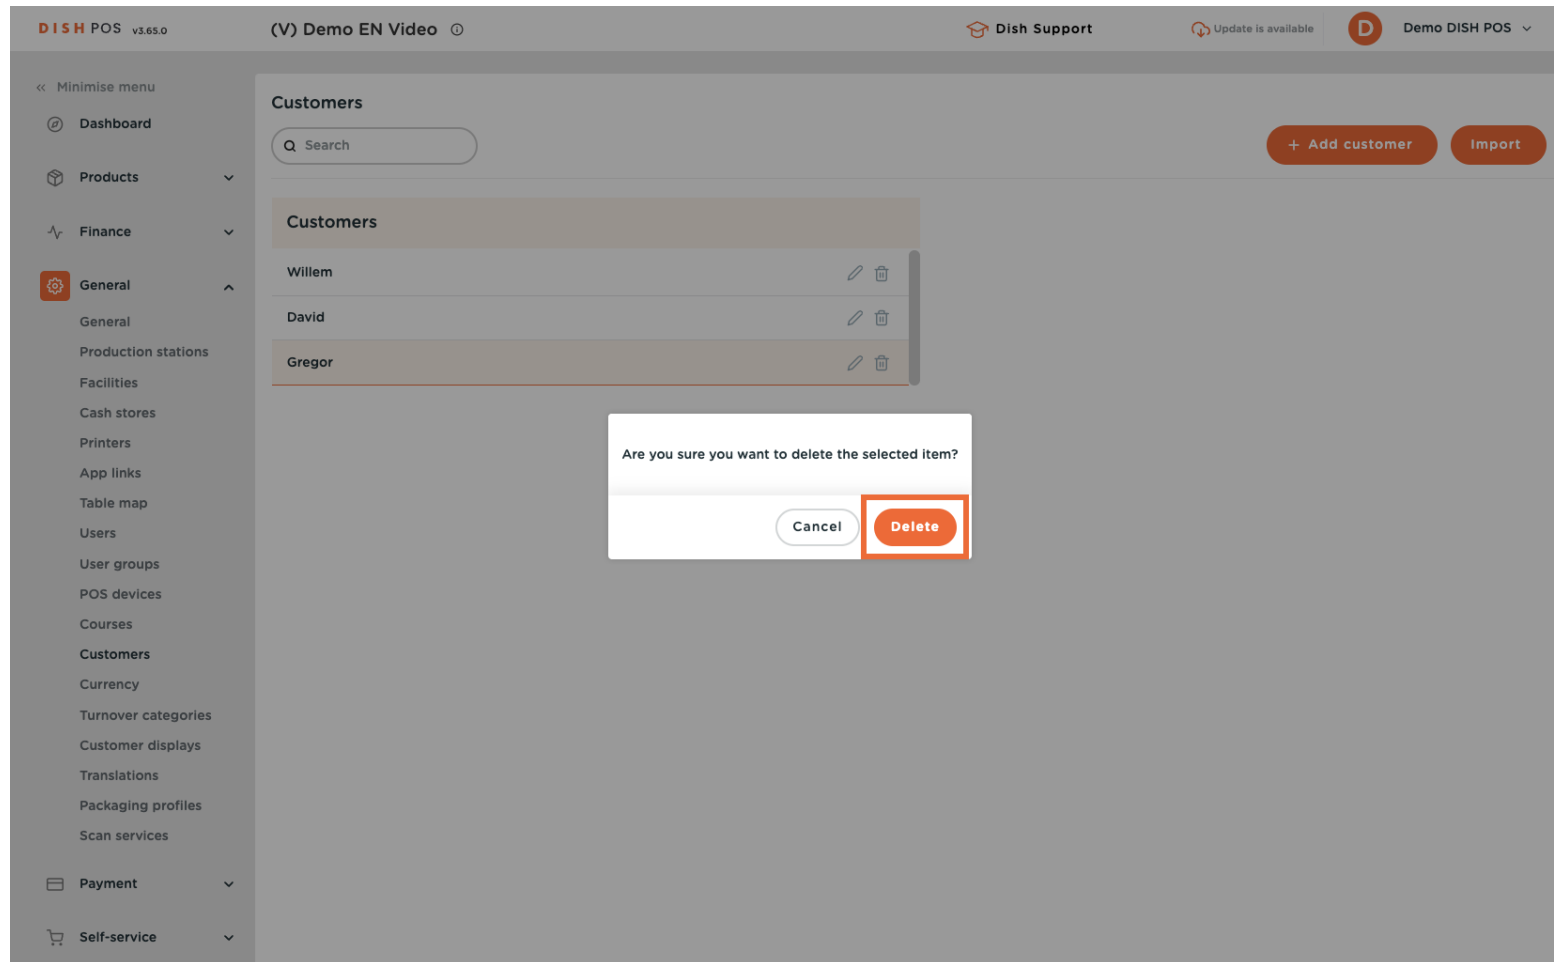 DISH POS v3.65.0
(V) Demo EN Video
Dish Support
Update is available
D
Demo DISH POS
Minimise menu
Dashboard
Products
Finance
General
General
Production stations
Facilities
Cash stores
Printers
App links
Table map
Users
User groups
POS devices
Courses
Customers
Currency
Turnover categories
Customer displays
Translations
Packaging profiles
Scan services
Payment
Self-service
Customers
Search
+ Add customer
Import
Customers
Willem
David
Gregor
Are you sure you want to delete the selected item?
Cancel
Delete